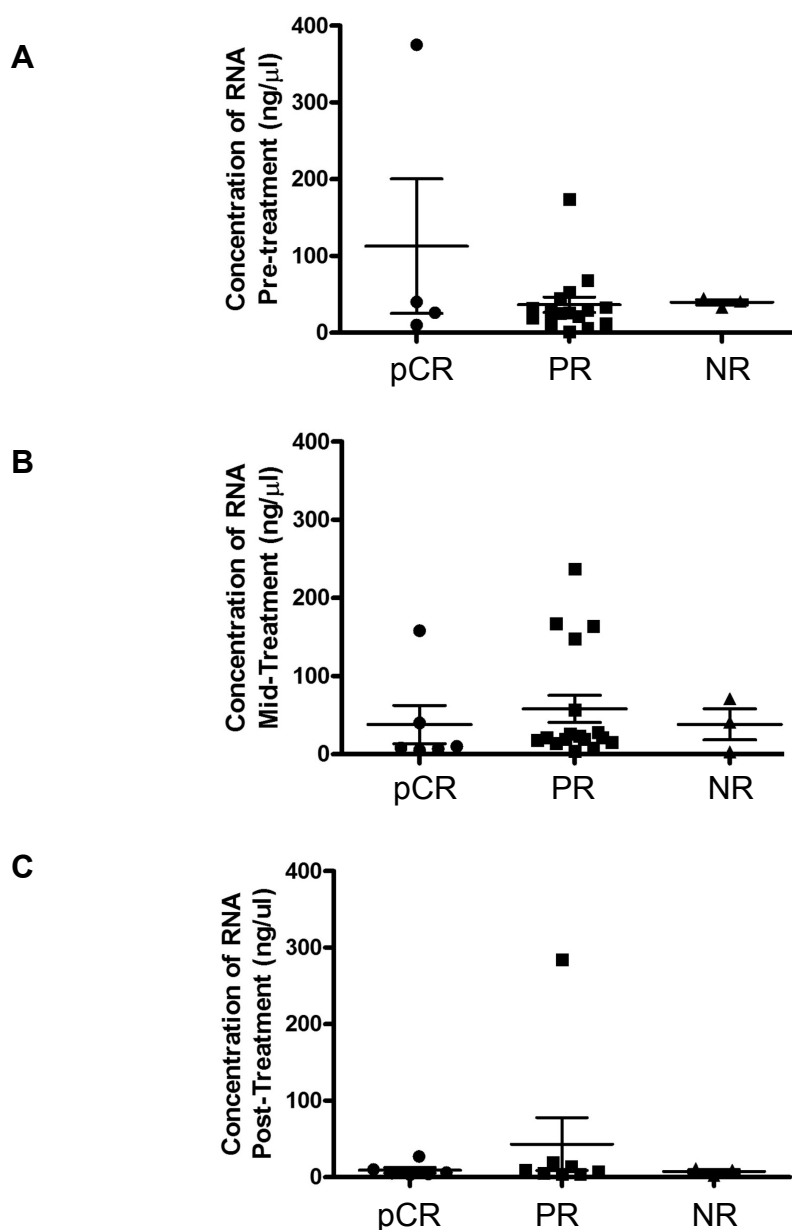 A
Concentration of RNA
Pre-treatment (ng/μl)
400
300
200
100
0
pCR PR NR
B
Concentration of RNA
Mid-Treatment (ng/μl)
400
300
200
100
0
pCR PR NR
C
Concentration of RNA
Post-Treatment (ng/ul)
400
300
200
100
0
pCR PR NR